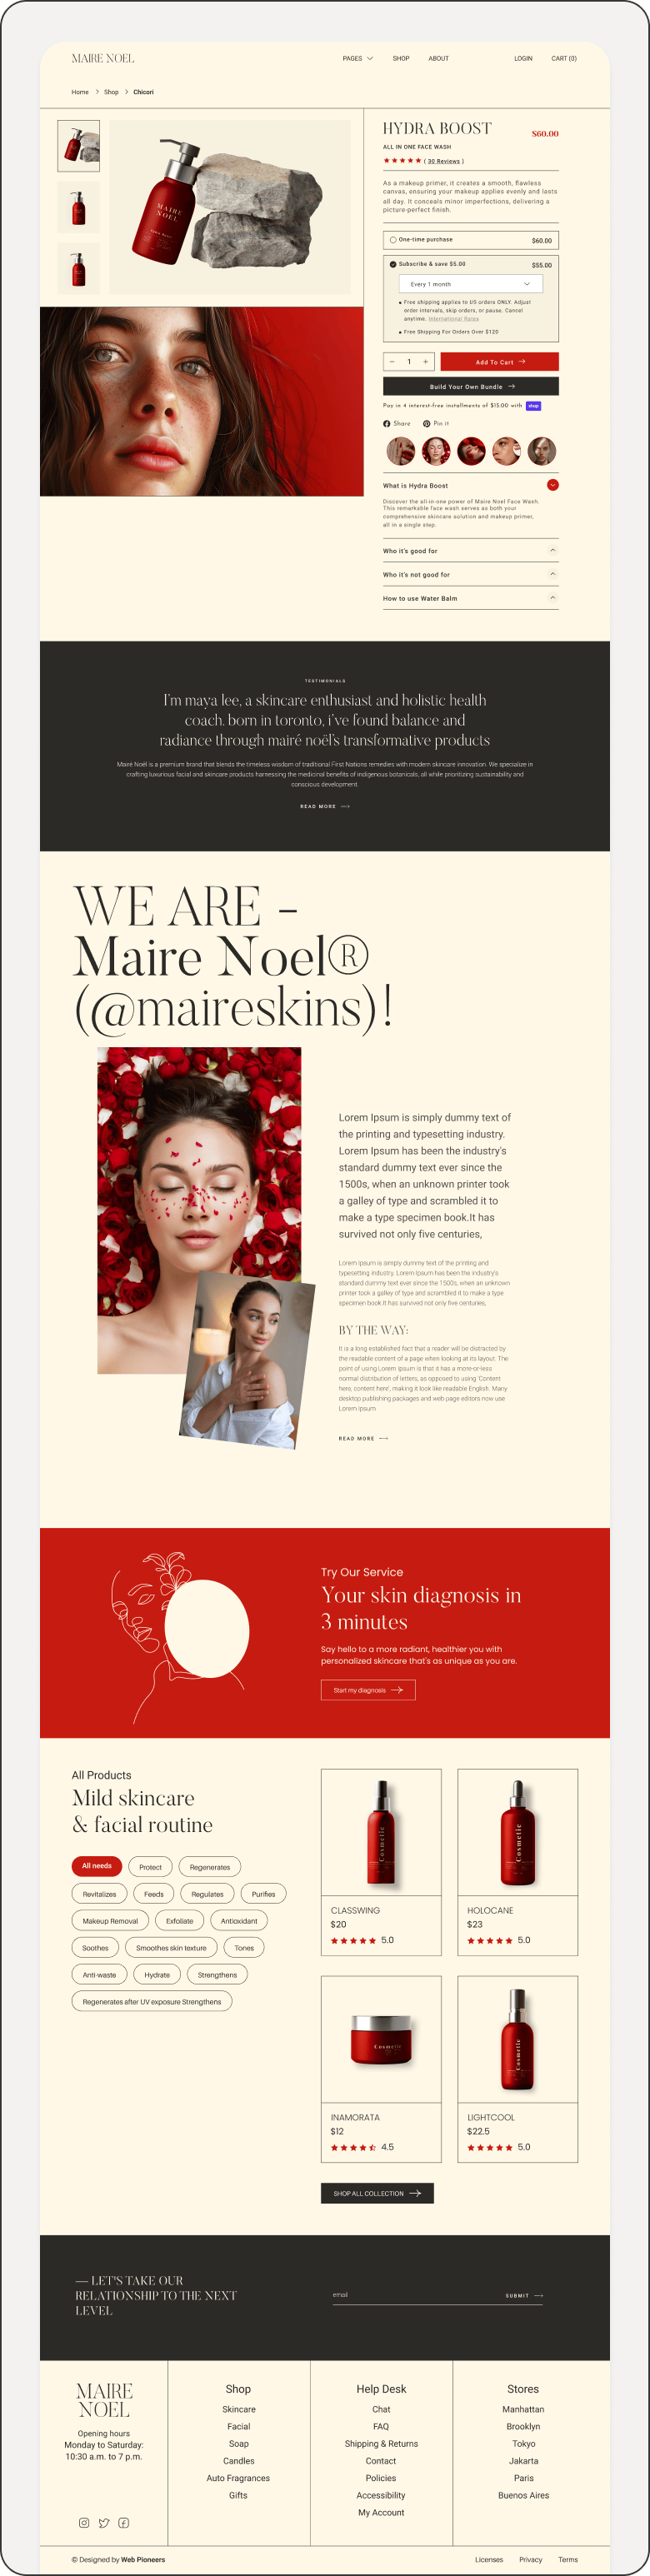 MAIRE NOEL
PAGES
SHOP
ABOUT
LOGIN
CART (0)
Home > Shop > Chicori
MAIRE
NOEL
HYDRA BOOST
$60.00
ALL IN ONE FACE WASH
( 30 Reviews )
As a makeup primer, it creates a smooth, flawless
canvas, ensuring your makeup applies evenly and lasts
all day. It conceals minor imperfections, delivering a
picture-perfect finish.
One-time purchase
$60.00
Subscribe & save $5.00
$55.00
Every 1 month
Free shipping applies to US orders ONLY. Adjust
order intervals, skip orders, or pause. Cancel
anytime. International Rates
Free Shipping For Orders Over $120
− 1 +
Add To Cart
Build Your Own Bundle
Pay in 4 interest-free installments of $15.00 with shop
Share
Pin it
What is Hydra Boost
Discover the all-in-one power of Maire Noel Face Wash.
This remarkable face wash serves as both your
comprehensive skincare solution and makeup primer,
all in a single step.
Who it's good for
Who it's not good for
How to use Water Balm
TESTIMONIALS
I'm maya lee, a skincare enthusiast and holistic health
coach. born in toronto, i've found balance and
radiance through mairé noël's transformative products
Mairé Noël is a premium brand that blends the timeless wisdom of traditional First Nations remedies with modern skincare innovation. We specialize in
crafting luxurious facial and skincare products harnessing the medicinal benefits of indigenous botanicals, all while prioritizing sustainability and
conscious development.
READ MORE
WE ARE -
Maire Noel®
(@maireskins)!
Lorem Ipsum is simply dummy text of
the printing and typesetting industry.
Lorem Ipsum has been the industry's
standard dummy text ever since the
1500s, when an unknown printer took
a galley of type and scrambled it to
make a type specimen book.It has
survived not only five centuries,
Lorem Ipsum is simply dummy text of the printing and
typesetting industry. Lorem Ipsum has been the industry's
standard dummy text ever since the 1500s, when an unknown
printer took a galley of type and scrambled it to make a type
specimen book.It has survived not only five centuries,
BY THE WAY:
It is a long established fact that a reader will be distracted by
the readable content of a page when looking at its layout. The
point of using Lorem Ipsum is that it has a more-or-less
normal distribution of letters, as opposed to using 'Content
here, content here', making it look like readable English. Many
desktop publishing packages and web page editors now use
Lorem Ipsum
READ MORE
Try Our Service
Your skin diagnosis in
3 minutes
Say hello to a more radiant, healthier you with
personalized skincare that's as unique as you are.
Start my diagnosis
All Products
Mild skincare
& facial routine
All needs
Protect
Regenerates
Revitalizes
Feeds
Regulates
Purifies
Makeup Removal
Exfoliate
Antioxidant
Soothes
Smoothes skin texture
Tones
Anti-waste
Hydrate
Strengthens
Regenerates after UV exposure Strengthens
Cosmetic
CLASSWING
$20
5.0
Cosmetic
HOLOCANE
$23
5.0
Cosmetic
INAMORATA
$12
4.5
Cosmetic
LIGHTCOOL
$22.5
5.0
SHOP ALL COLLECTION
— LET'S TAKE OUR
RELATIONSHIP TO THE NEXT
LEVEL
email
SUBMIT
MAIRE
NOEL
Opening hours
Monday to Saturday:
10:30 a.m. to 7 p.m.
Shop
Skincare
Facial
Soap
Candles
Auto Fragrances
Gifts
Help Desk
Chat
FAQ
Shipping & Returns
Contact
Policies
Accessibility
My Account
Stores
Manhattan
Brooklyn
Tokyo
Jakarta
Paris
Buenos Aires
© Designed by Web Pioneers
Licenses
Privacy
Terms